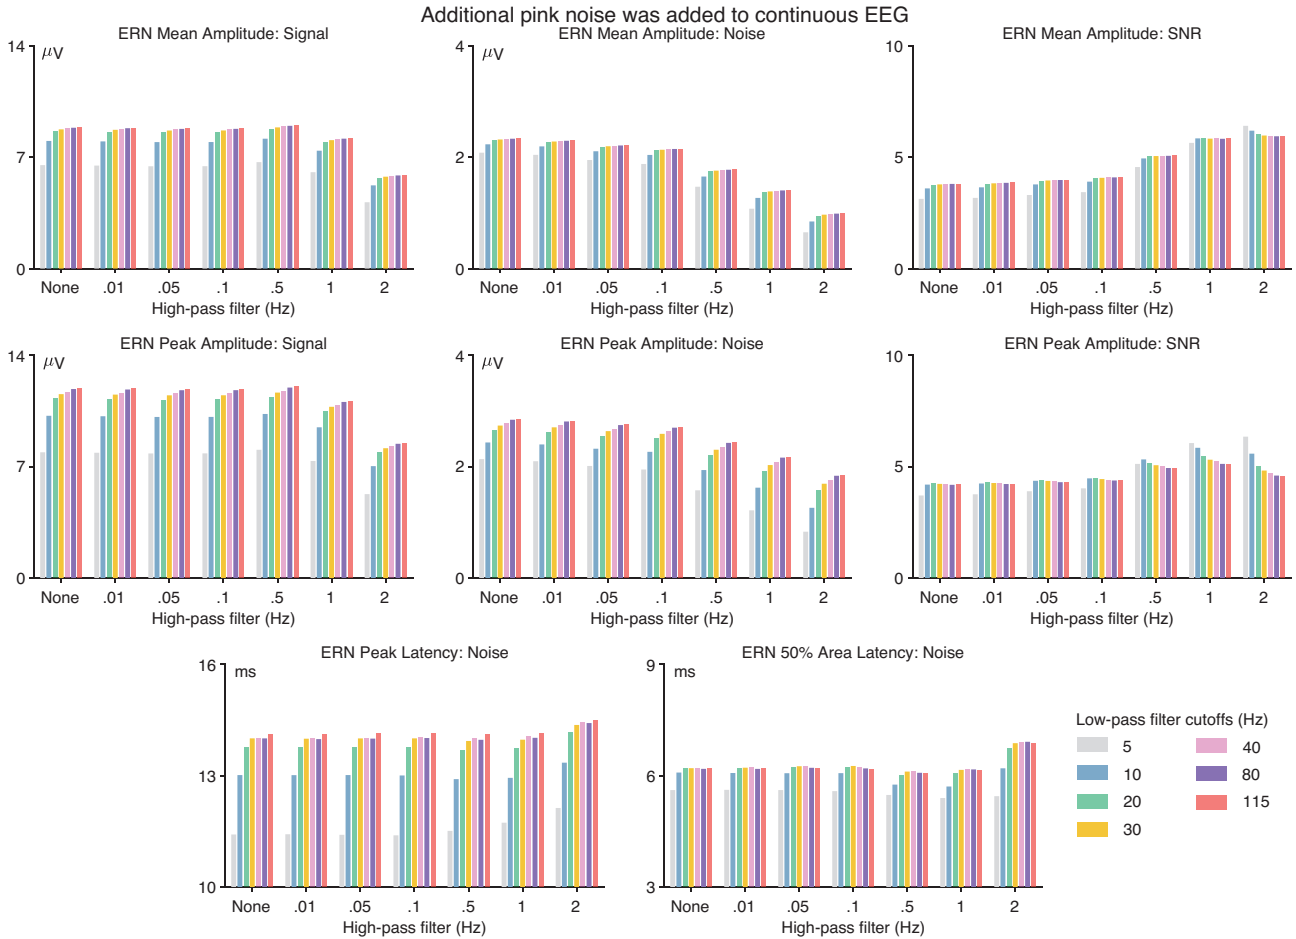 Additional pink noise was added to continuous EEG
ERN Mean Amplitude: Signal
14
7
0
μV
None .01 .05 .1 .5 1 2
High-pass filter (Hz)
ERN Mean Amplitude: Noise
4
2
0
μV
None .01 .05 .1 .5 1 2
High-pass filter (Hz)
ERN Mean Amplitude: SNR
10
5
0
None .01 .05 .1 .5 1 2
High-pass filter (Hz)
ERN Peak Amplitude: Signal
14
7
0
μV
None .01 .05 .1 .5 1 2
High-pass filter (Hz)
ERN Peak Amplitude: Noise
4
2
0
μV
None .01 .05 .1 .5 1 2
High-pass filter (Hz)
ERN Peak Amplitude: SNR
10
5
0
None .01 .05 .1 .5 1 2
High-pass filter (Hz)
ERN Peak Latency: Noise
16
13
10
ms
None .01 .05 .1 .5 1 2
High-pass filter (Hz)
ERN 50% Area Latency: Noise
9
6
3
ms
None .01 .05 .1 .5 1 2
High-pass filter (Hz)
Low-pass filter cutoffs (Hz)
5
10
20
30
40
80
115